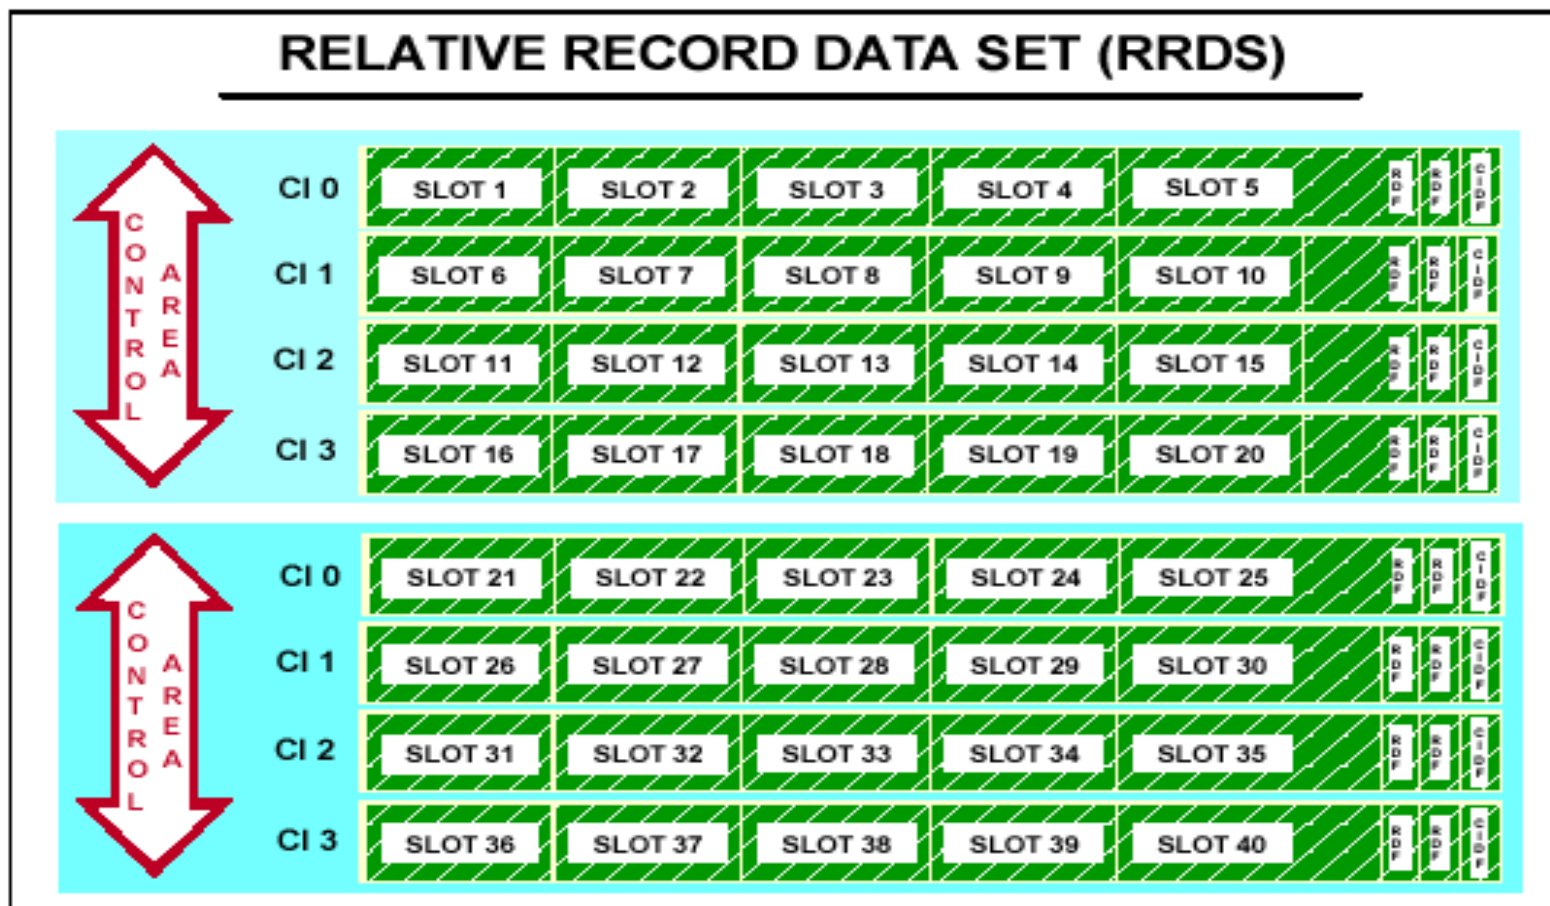 RELATIVE RECORD DATA SET (RRDS)
CONTROL AREA
CI 0 SLOT 1 SLOT 2 SLOT 3 SLOT 4 SLOT 5 RDF RDF CIDF
CI 1 SLOT 6 SLOT 7 SLOT 8 SLOT 9 SLOT 10 RDF RDF CIDF
CI 2 SLOT 11 SLOT 12 SLOT 13 SLOT 14 SLOT 15 RDF RDF CIDF
CI 3 SLOT 16 SLOT 17 SLOT 18 SLOT 19 SLOT 20 RDF RDF CIDF
CONTROL AREA
CI 0 SLOT 21 SLOT 22 SLOT 23 SLOT 24 SLOT 25 RDF RDF CIDF
CI 1 SLOT 26 SLOT 27 SLOT 28 SLOT 29 SLOT 30 RDF RDF CIDF
CI 2 SLOT 31 SLOT 32 SLOT 33 SLOT 34 SLOT 35 RDF RDF CIDF
CI 3 SLOT 36 SLOT 37 SLOT 38 SLOT 39 SLOT 40 RDF RDF CIDF